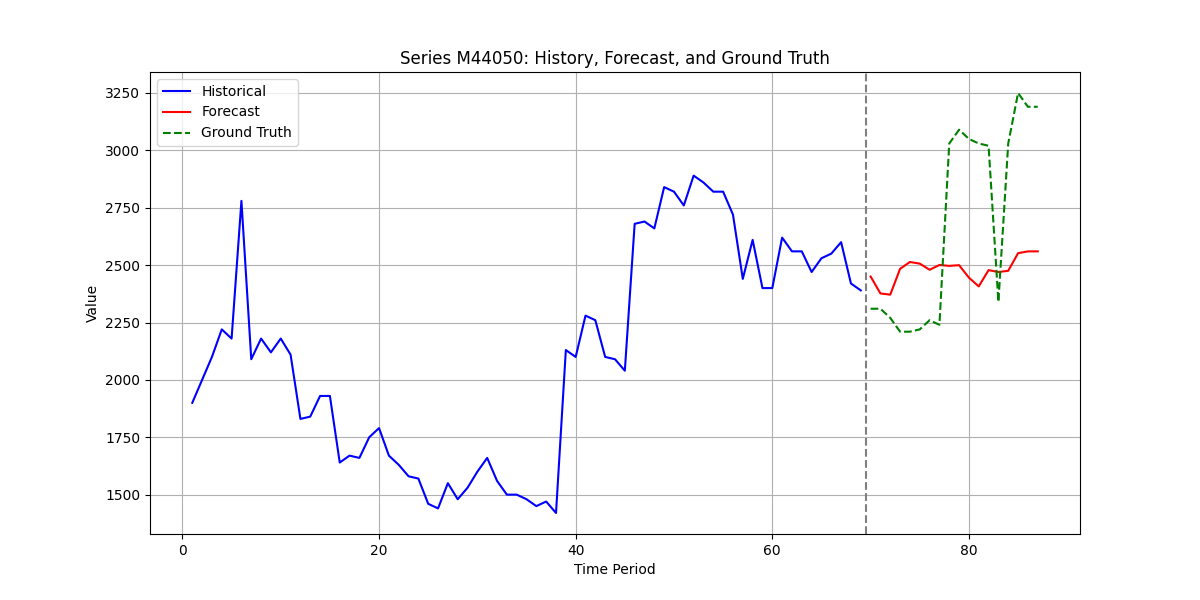 Series M44050: History, Forecast, and Ground Truth
Historical
Forecast
Ground Truth
3250
3000
2750
2500
2250
2000
1750
1500
Value
0
20
40
60
80
Time Period